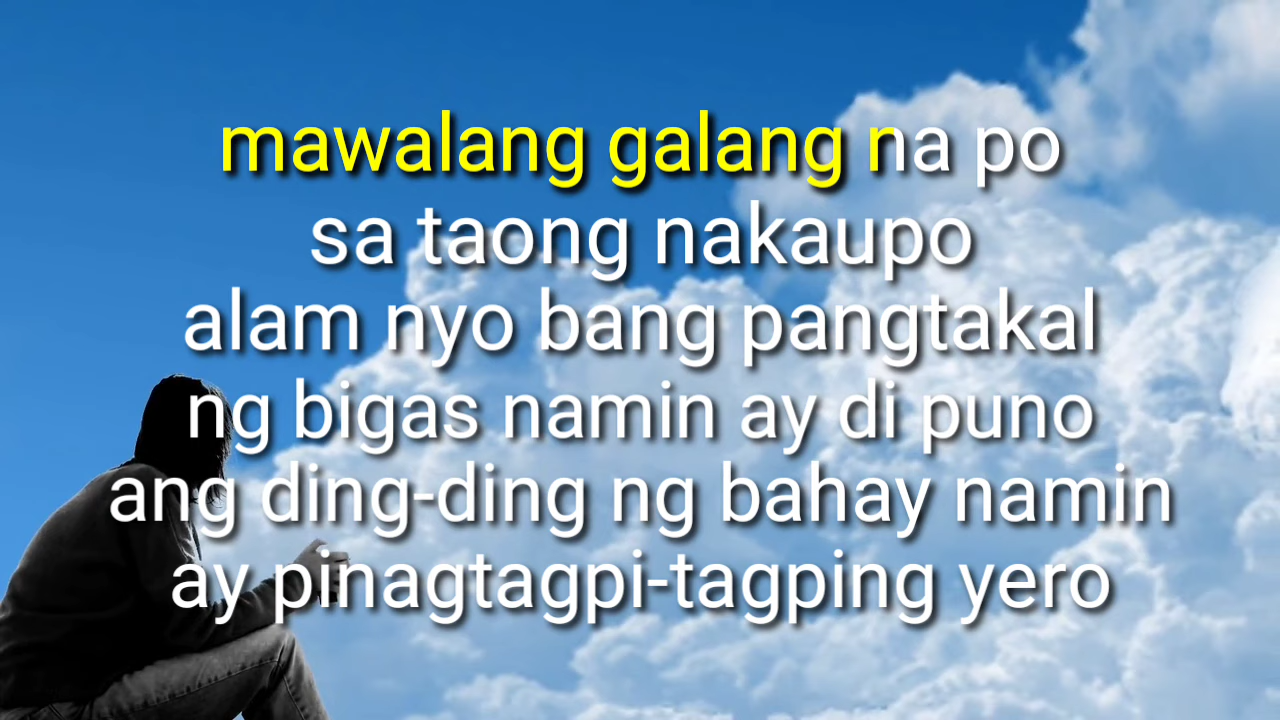 mawalang galang na po
sa taong nakaupo
alam nyo bang pangtakal
ng bigas namin ay di puno
ang ding-ding ng bahay namin
ay pinagtagpi-tagping yero